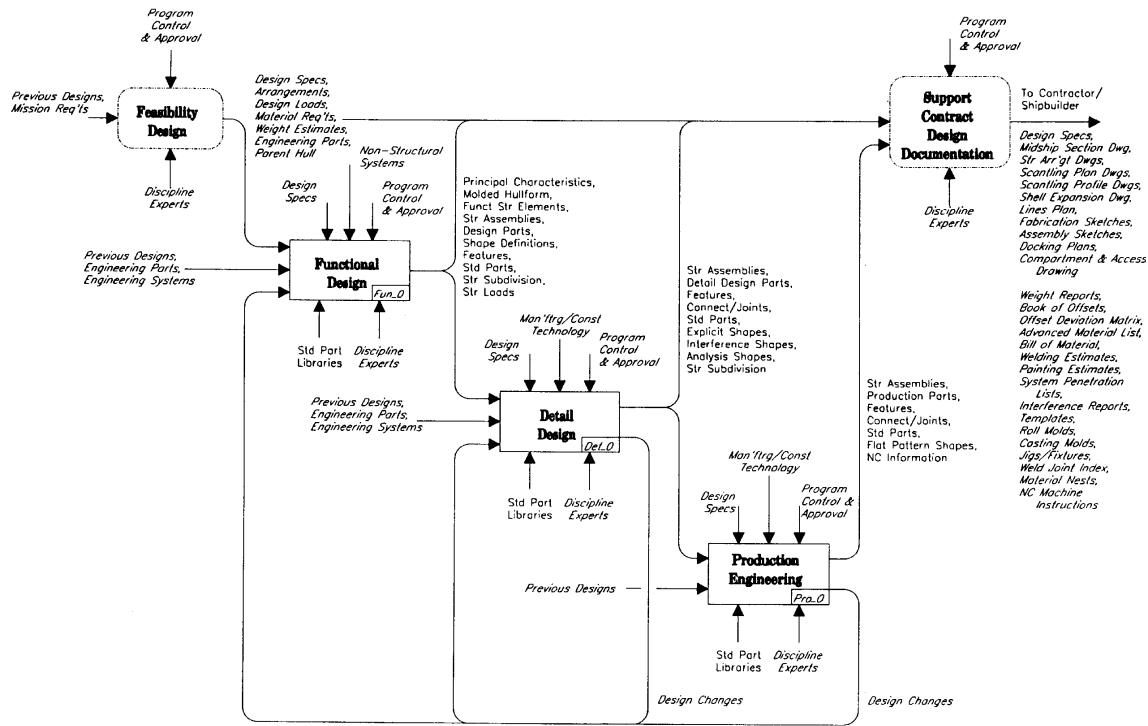 Program
Control
& Approval
Previous Designs,
Mission Req'ts
Feasibility
Design
Discipline
Experts
Design Specs,
Arrangements,
Design Loads,
Material Req'ts,
Weight Estimates,
Engineering Parts,
Parent Hull
Non-Structural
Systems
Design
Specs
Program
Control
& Approval
Previous Designs,
Engineering Parts,
Engineering Systems
Functional
Design
Fun_0
Std Part
Libraries
Discipline
Experts
Principal Characteristics,
Molded Hullform,
Funct Str Elements,
Str Assemblies,
Design Parts,
Shape Definitions,
Features,
Std Parts,
Str Subdivision,
Str Loads
Man'ftrg/Const
Technology
Design
Specs
Program
Control
& Approval
Previous Designs,
Engineering Parts,
Engineering Systems
Detail
Design
Det_0
Std Part
Libraries
Discipline
Experts
Str Assemblies,
Detail Design Parts,
Features,
Connect/Joints,
Std Parts,
Explicit Shapes,
Interference Shapes,
Analysis Shapes,
Str Subdivision
Man'ftrg/Const
Technology
Design
Specs
Program
Control &
Approval
Previous Designs
Production
Engineering
Pro_0
Std Part
Libraries
Discipline
Experts
Design Changes
Design Changes
Str Assemblies,
Production Parts,
Features,
Connect/Joints,
Std Parts,
Flat Pattern Shapes,
NC Information
Program
Control
& Approval
Support
Contract
Design
Documentation
Discipline
Experts
To Contractor/
Shipbuilder
Design Specs,
Midship Section Dwg,
Str Arr'gt Dwgs,
Scantling Plan Dwgs,
Scantling Profile Dwgs,
Shell Expansion Dwg,
Lines Plan,
Fabrication Sketches,
Assembly Sketches,
Docking Plans,
Compartment & Access
Drawing
Weight Reports,
Book of Offsets,
Offset Deviation Matrix,
Advanced Material List,
Bill of Material,
Welding Estimates,
Painting Estimates,
System Penetration
Lists,
Interference Reports,
Templates,
Roll Molds,
Casting Molds,
Jigs/Fixtures,
Weld Joint Index,
Material Nests,
NC Machine
Instructions